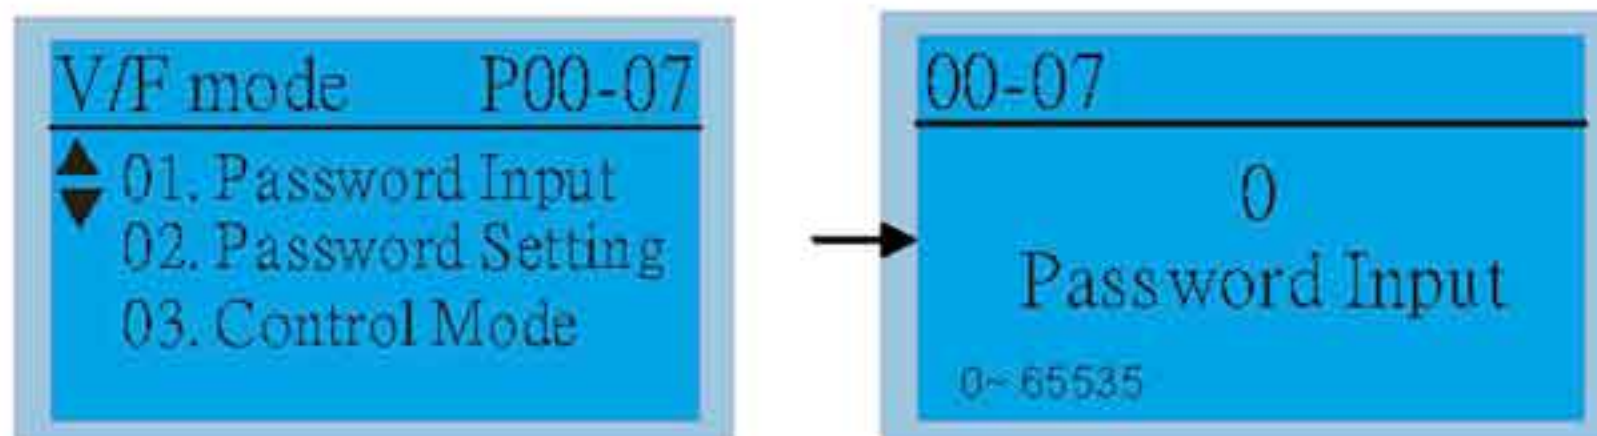 V/F mode P00-07
01. Password Input
02. Password Setting
03. Control Mode
00-07
0
Password Input
0~ 65535